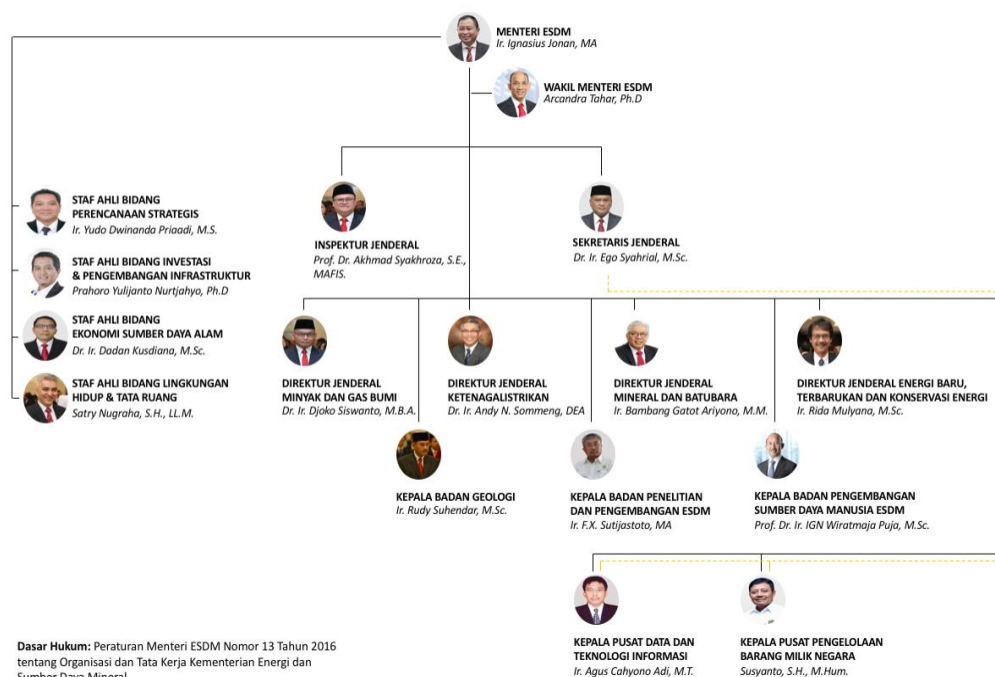 MENTERI ESDM
Ir. Ignasius Jonan, MA
WAKIL MENTERI ESDM
Arcandra Tahar, Ph.D
STAF AHLI BIDANG
PERENCANAAN STRATEGIS
Ir. Yudo Dwinanda Priaadi, M.S.
STAF AHLI BIDANG INVESTASI
& PENGEMBANGAN INFRASTRUKTUR
Prahoro Yulijanto Nurtjahyo, Ph.D
STAF AHLI BIDANG
EKONOMI SUMBER DAYA ALAM
Dr. Ir. Dadan Kusdiana, M.Sc.
STAF AHLI BIDANG LINGKUNGAN
HIDUP & TATA RUANG
Satry Nugraha, S.H., LL.M.
INSPEKTUR JENDERAL
Prof. Dr. Akhmad Syakhroza, S.E.,
MAFIS.
SEKRETARIS JENDERAL
Dr. Ir. Ego Syahrial, M.Sc.
DIREKTUR JENDERAL
MINYAK DAN GAS BUMI
Dr. Ir. Djoko Siswanto, M.B.A.
DIREKTUR JENDERAL
KETENAGALISTRIKAN
Dr. Ir. Andy N. Sommeng, DEA
DIREKTUR JENDERAL
MINERAL DAN BATUBARA
Ir. Bambang Gatot Ariyono, M.M.
DIREKTUR JENDERAL ENERGI BARU,
TERBARUKAN DAN KONSERVASI ENERGI
Ir. Rida Mulyana, M.Sc.
KEPALA BADAN GEOLOGI
Ir. Rudy Suhendar, M.Sc.
KEPALA BADAN PENELITIAN
DAN PENGEMBANGAN ESDM
Ir. F.X. Sutijastoto, MA
KEPALA BADAN PENGEMBANGAN
SUMBER DAYA MANUSIA ESDM
Prof. Dr. Ir. IGN Wiratmaja Puja, M.Sc.
KEPALA PUSAT DATA DAN
TEKNOLOGI INFORMASI
Ir. Agus Cahyono Adi, M.T.
KEPALA PUSAT PENGELOLAAN
BARANG MILIK NEGARA
Susyanto, S.H., M.Hum.
Dasar Hukum: Peraturan Menteri ESDM Nomor 13 Tahun 2016
tentang Organisasi dan Tata Kerja Kementerian Energi dan
Sumber Daya Mineral